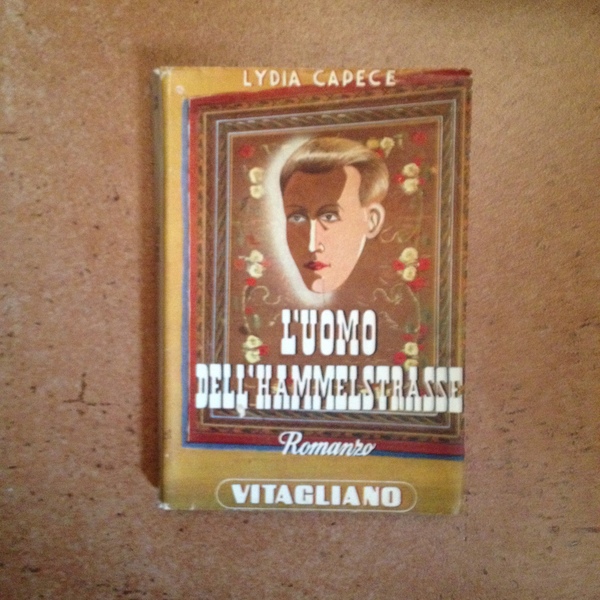 LYDIA CAPECE
L'UOMO
DELL'HAMMELSTRASSE
Romanzo
VITAGLIANO